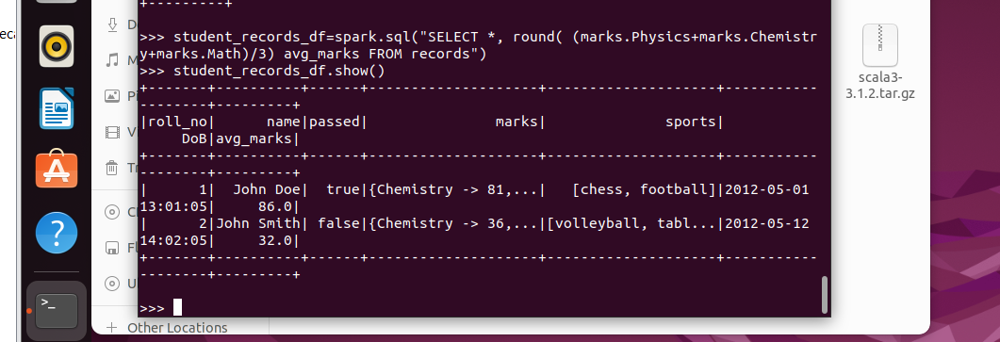 eca
+---------+
>>> student_records_df=spark.sql("SELECT *, round( (marks.Physics+marks.Chemistr
y+marks.Math)/3) avg_marks FROM records")
>>> student_records_df.show()
+-------+----------+------+--------------------+--------------------+----------
---------+---------+
|roll_no|      name|passed|               marks|              sports|
     DoB|avg_marks|
+-------+----------+------+--------------------+--------------------+----------
---------+---------+
|      1|  John Doe|  true|{Chemistry -> 81,...|   [chess, football]|2012-05-01
13:01:05|     86.0|
|      2|John Smith| false|{Chemistry -> 36,...|[volleyball, tabl...|2012-05-12
14:02:05|     32.0|
+-------+----------+------+--------------------+--------------------+----------
---------+---------+
>>>
scala3-
3.1.2.tar.gz
+ Other Locations